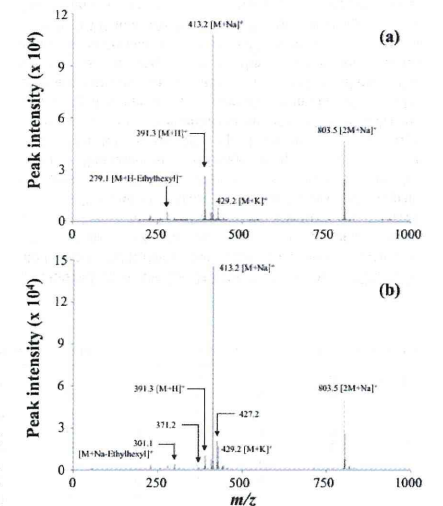 12
413.2 [M+Na]⁺
(a)
9
Peak intensity (x 10⁴)
6
391.3 [M+H]⁺
803.5 [2M+Na]⁺
3
279.1 [M+H-Ethylhexyl]⁺
429.2 [M+K]⁺
0
0 250 500 750 1000
15
413.2 [M+Na]⁺
(b)
12
Peak intensity (x 10⁴)
9
6
391.3 [M+H]⁺
803.5 [2M+Na]⁺
427.2
371.2
3
301.1
[M+Na-Ethylhexyl]⁺
429.2 [M+K]⁺
0
0 250 500 750 1000
m/z